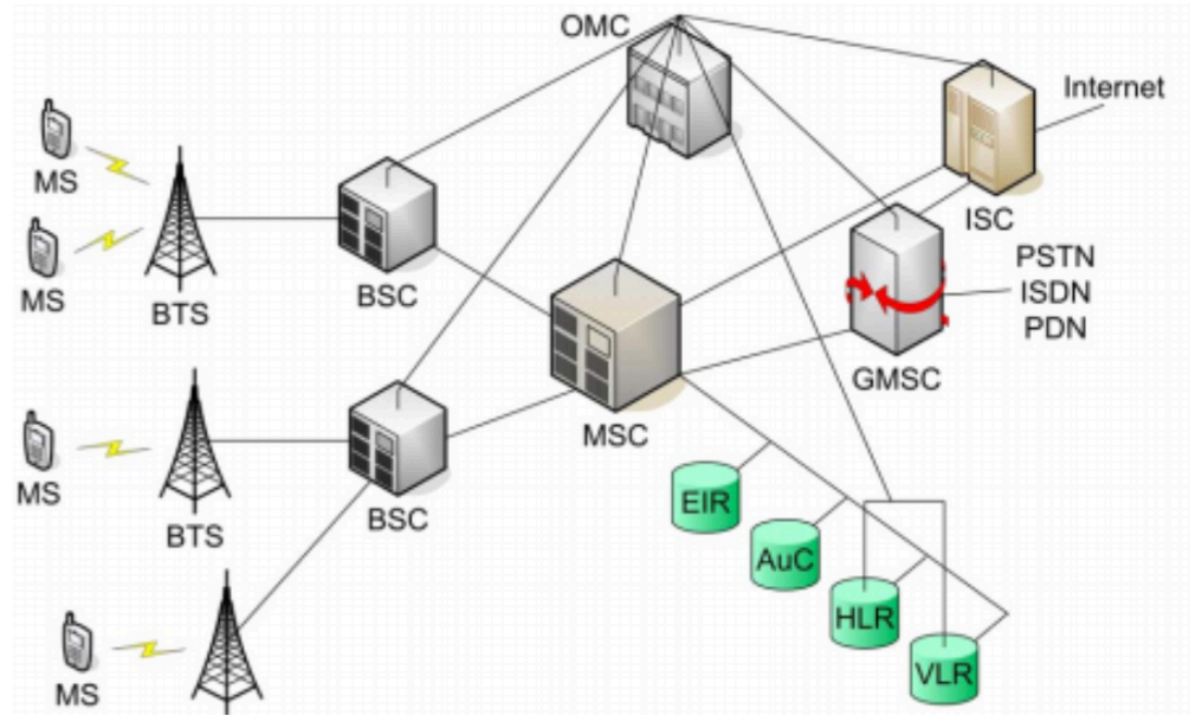 OMC
Internet
MS
ISC
MS
BTS
BSC
PSTN
ISDN
PDN
GMSC
MSC
MS
BTS
BSC
EIR
AuC
HLR
VLR
MS